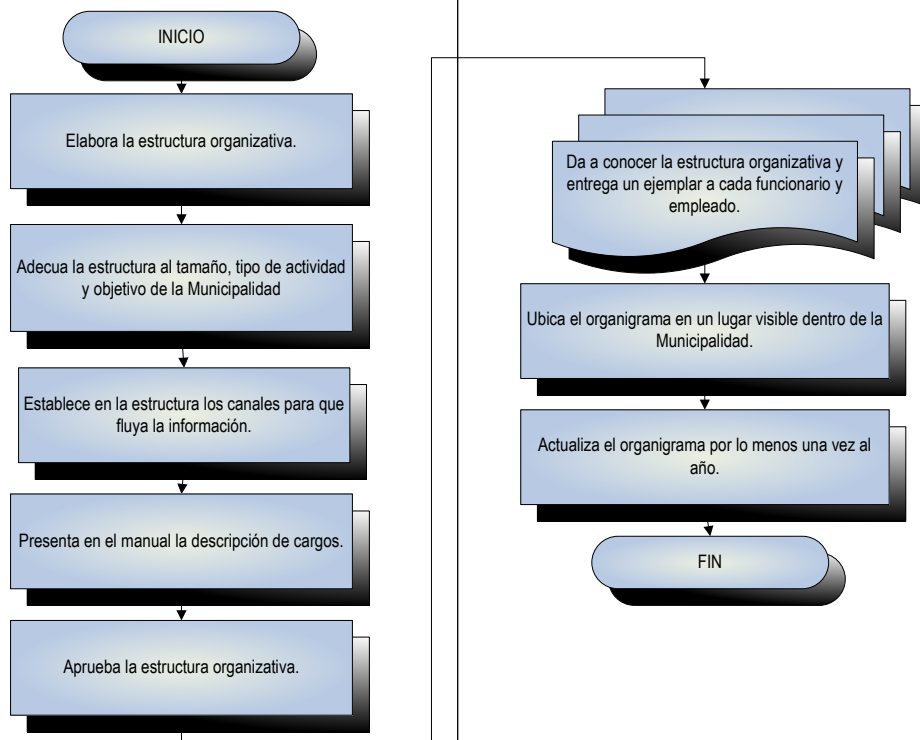 INICIO
Elabora la estructura organizativa.
Adecua la estructura al tamaño, tipo de actividad
y objetivo de la Municipalidad
Establece en la estructura los canales para que
fluya la información.
Presenta en el manual la descripción de cargos.
Aprueba la estructura organizativa.
Da a conocer la estructura organizativa y
entrega un ejemplar a cada funcionario y
empleado.
Ubica el organigrama en un lugar visible dentro de la
Municipalidad.
Actualiza el organigrama por lo menos una vez al
año.
FIN